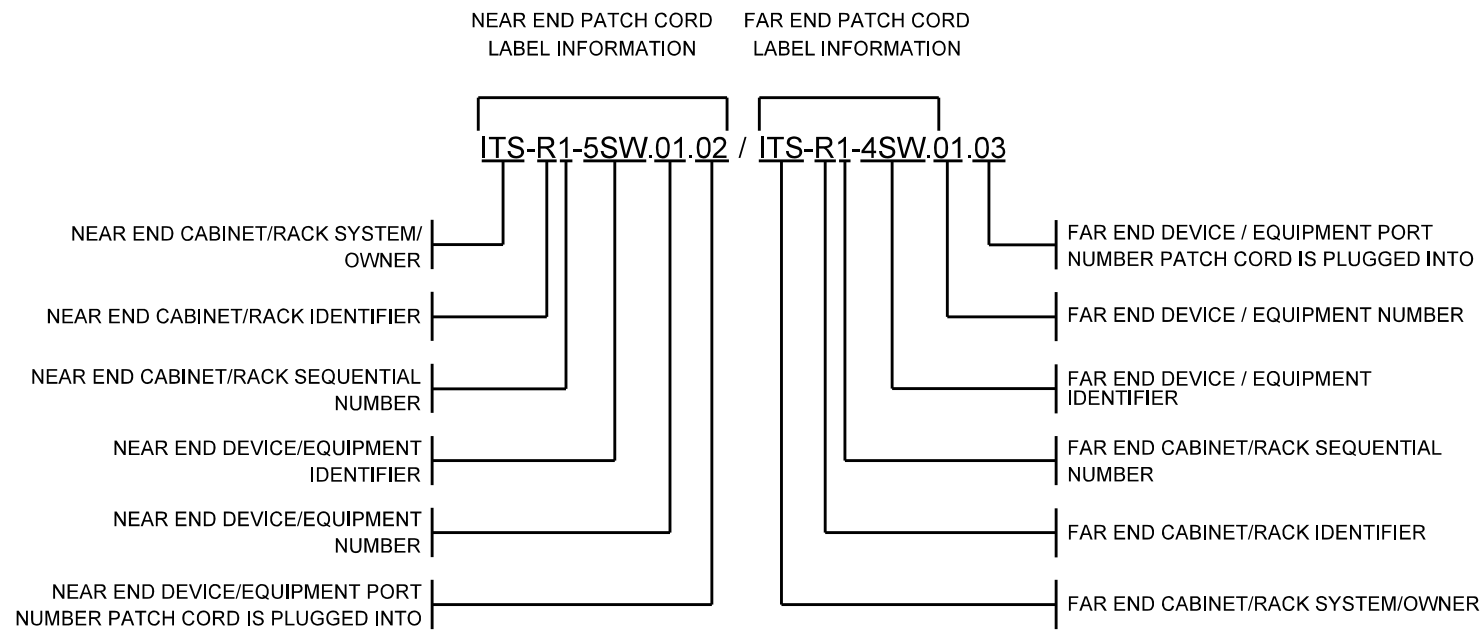 NEAR END PATCH CORD
LABEL INFORMATION
FAR END PATCH CORD
LABEL INFORMATION
ITS-R1-5SW.01.02 / ITS-R1-4SW.01.03
NEAR END CABINET/RACK SYSTEM/
OWNER
NEAR END CABINET/RACK IDENTIFIER
NEAR END CABINET/RACK SEQUENTIAL
NUMBER
NEAR END DEVICE/EQUIPMENT
IDENTIFIER
NEAR END DEVICE/EQUIPMENT
NUMBER
NEAR END DEVICE/EQUIPMENT PORT
NUMBER PATCH CORD IS PLUGGED INTO
FAR END DEVICE / EQUIPMENT PORT
NUMBER PATCH CORD IS PLUGGED INTO
FAR END DEVICE / EQUIPMENT NUMBER
FAR END DEVICE / EQUIPMENT
IDENTIFIER
FAR END CABINET/RACK SEQUENTIAL
NUMBER
FAR END CABINET/RACK IDENTIFIER
FAR END CABINET/RACK SYSTEM/OWNER